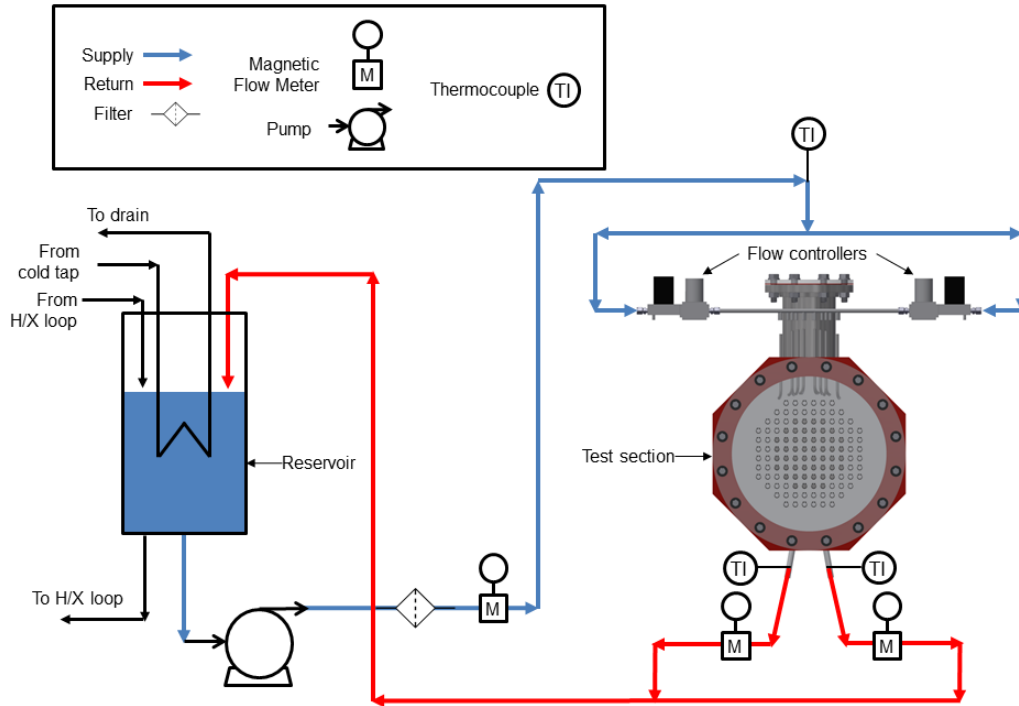 Supply
Return
Filter
Magnetic
Flow Meter
M
Pump
Thermocouple
TI
TI
To drain
From
cold tap
From
H/X loop
Flow controllers
Reservoir
Test section
To H/X loop
M
TI
TI
M
M